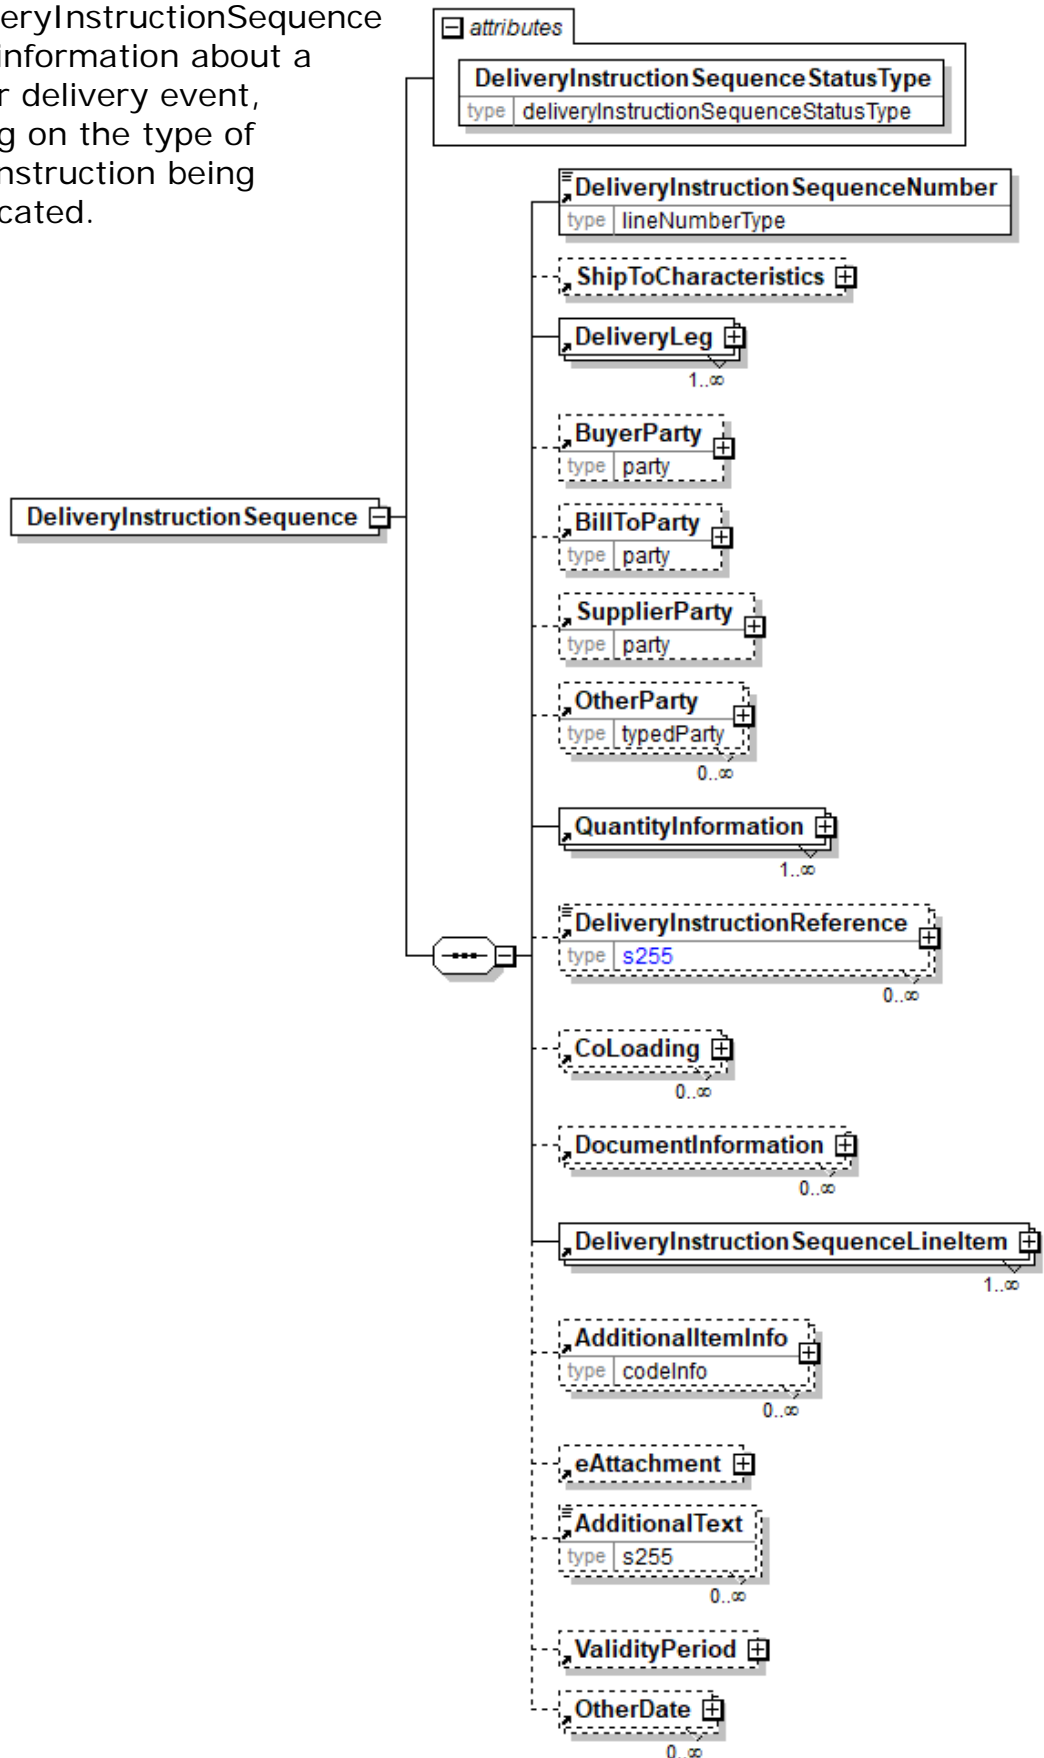 eryInstructionSequence
information about a
r delivery event,
g on the type of
nstruction being
cated.
attributes
DeliveryInstructionSequenceStatusType
type deliveryInstructionSequenceStatusType
DeliveryInstructionSequenceNumber
type lineNumberType
ShipToCharacteristics
DeliveryLeg
1..∞
BuyerParty
type party
DeliveryInstructionSequence
BillToParty
type party
SupplierParty
type party
OtherParty
type typedParty
0..∞
QuantityInformation
1..∞
DeliveryInstructionReference
type s255
0..∞
CoLoading
0..∞
DocumentInformation
0..∞
DeliveryInstructionSequenceLineItem
1..∞
AdditionalItemInfo
type codeInfo
0..∞
eAttachment
AdditionalText
type s255
0..∞
ValidityPeriod
OtherDate
0..∞